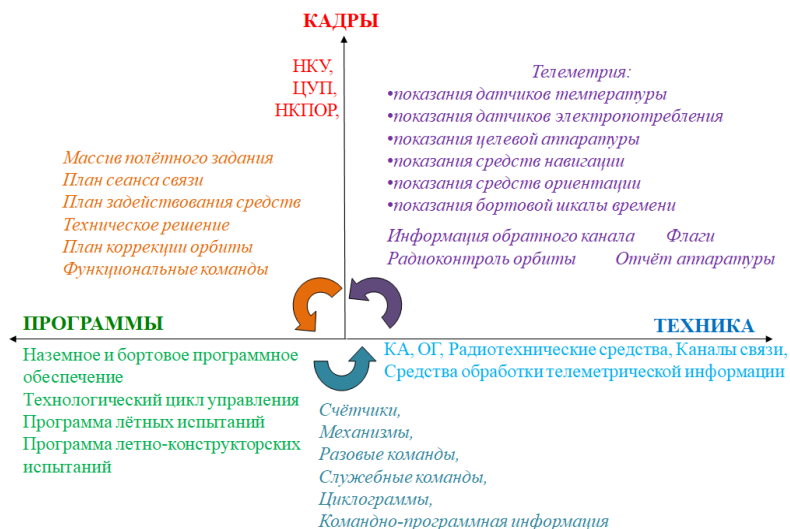 КАДРЫ
НКУ,
ЦУП,
НКПОР,
Телеметрия:
•показания датчиков температуры
•показания датчиков электропотребления
•показания целевой аппаратуры
•показания средств навигации
•показания средств ориентации
•показания бортовой шкалы времени
Информация обратного канала Флаги
Радиоконтроль орбиты Отчёт аппаратуры
Массив полётного задания
План сеанса связи
План задействования средств
Техническое решение
План коррекции орбиты
Функциональные команды
ПРОГРАММЫ
ТЕХНИКА
Наземное и бортовое программное
обеспечение
Технологический цикл управления
Программа лётных испытаний
Программа летно-конструкторских
испытаний
КА, ОГ, Радиотехнические средства, Каналы связи,
Средства обработки телеметрической информации
Счётчики,
Механизмы,
Разовые команды,
Служебные команды,
Циклограммы,
Командно-программная информация